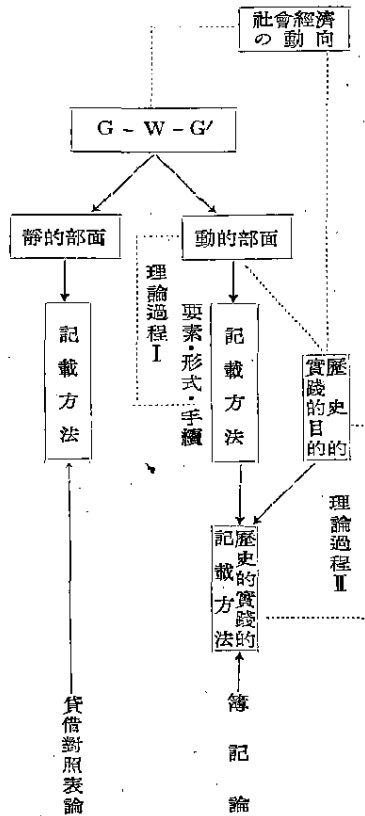 社會經濟
の動向
G – W – G′
靜的部面
動的部面
理論過程I
要素・形式・手續
記載方法
記載方法
歷史的
實踐的目的
理論過程II
歷史的實踐的
記載方法
貸借對照表論
簿記論